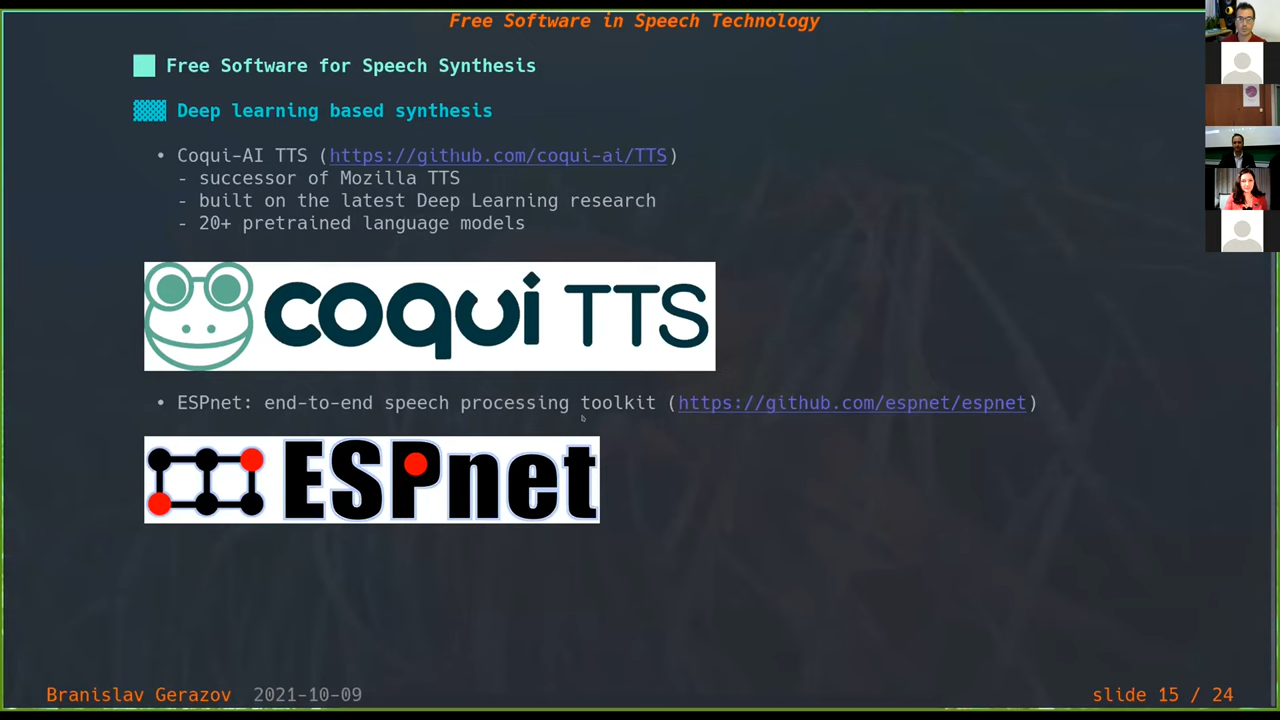 Free Software in Speech Technology
Free Software for Speech Synthesis
Deep learning based synthesis
• Coqui-AI TTS (https://github.com/coqui-ai/TTS)
- successor of Mozilla TTS
- built on the latest Deep Learning research
- 20+ pretrained language models
coqui TTS
• ESPnet: end-to-end speech processing toolkit (https://github.com/espnet/espnet)
ESPnet
Branislav Gerazov 2021-10-09
slide 15 / 24